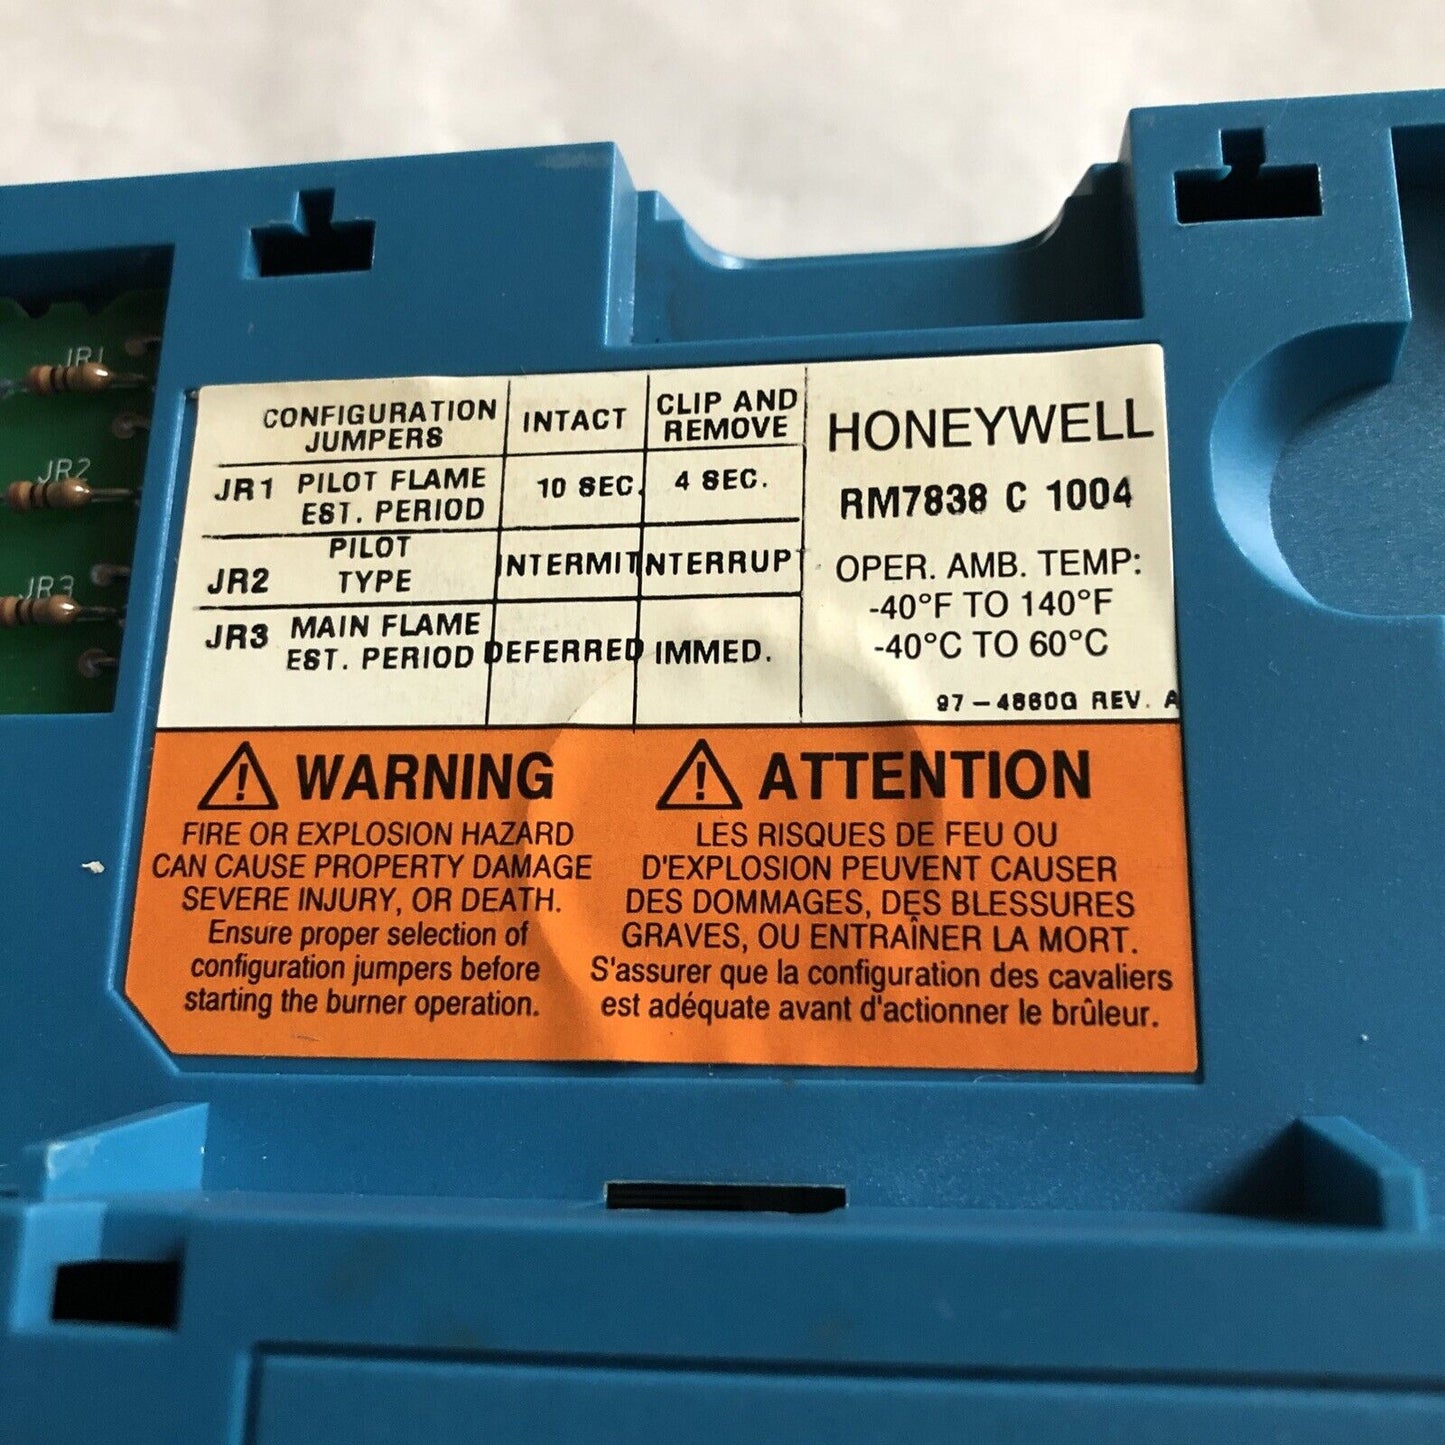 JR1
JR2
JR3
CONFIGURATION JUMPERS INTACT CLIP AND REMOVE
JR1 PILOT FLAME EST. PERIOD 10 SEC. 4 SEC.
JR2 PILOT TYPE INTERMIT INTERRUPT
JR3 MAIN FLAME EST. PERIOD DEFERRED IMMED.
HONEYWELL
RM7838 C 1004
OPER. AMB. TEMP:
-40°F TO 140°F
-40°C TO 60°C
97-4860G REV. A
WARNING
FIRE OR EXPLOSION HAZARD
CAN CAUSE PROPERTY DAMAGE
SEVERE INJURY, OR DEATH.
Ensure proper selection of
configuration jumpers before
starting the burner operation.
ATTENTION
LES RISQUES DE FEU OU
D'EXPLOSION PEUVENT CAUSER
DES DOMMAGES, DES BLESSURES
GRAVES, OU ENTRAÎNER LA MORT.
S'assurer que la configuration des cavaliers
est adéquate avant d'actionner le brûleur.